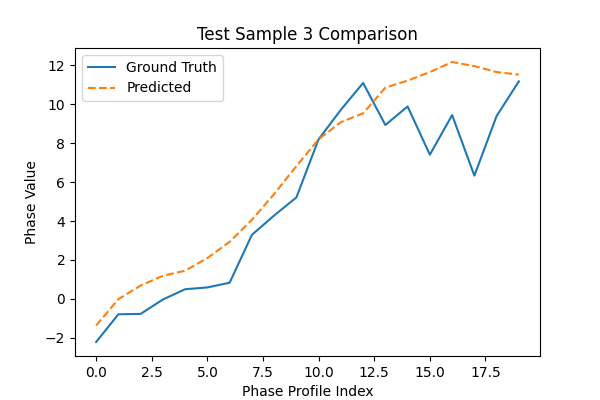 Test Sample 3 Comparison
Ground Truth
Predicted
Phase Value
12
10
8
6
4
2
0
−2
0.0 2.5 5.0 7.5 10.0 12.5 15.0 17.5
Phase Profile Index